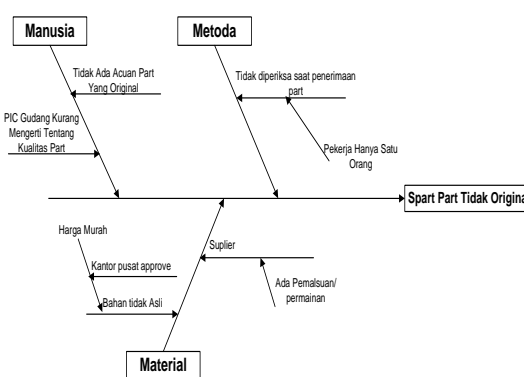 Manusia
Metoda
Tidak Ada Acuan Part
Yang Original
Tidak diperiksa saat penerimaan
part
PIC Gudang Kurang
Mengerti Tentang
Kualitas Part
Pekerja Hanya Satu
Orang
Spart Part Tidak Origina
Harga Murah
Suplier
Kantor pusat approve
Ada Pemalsuan/
permainan
Bahan tidak Asli
Material